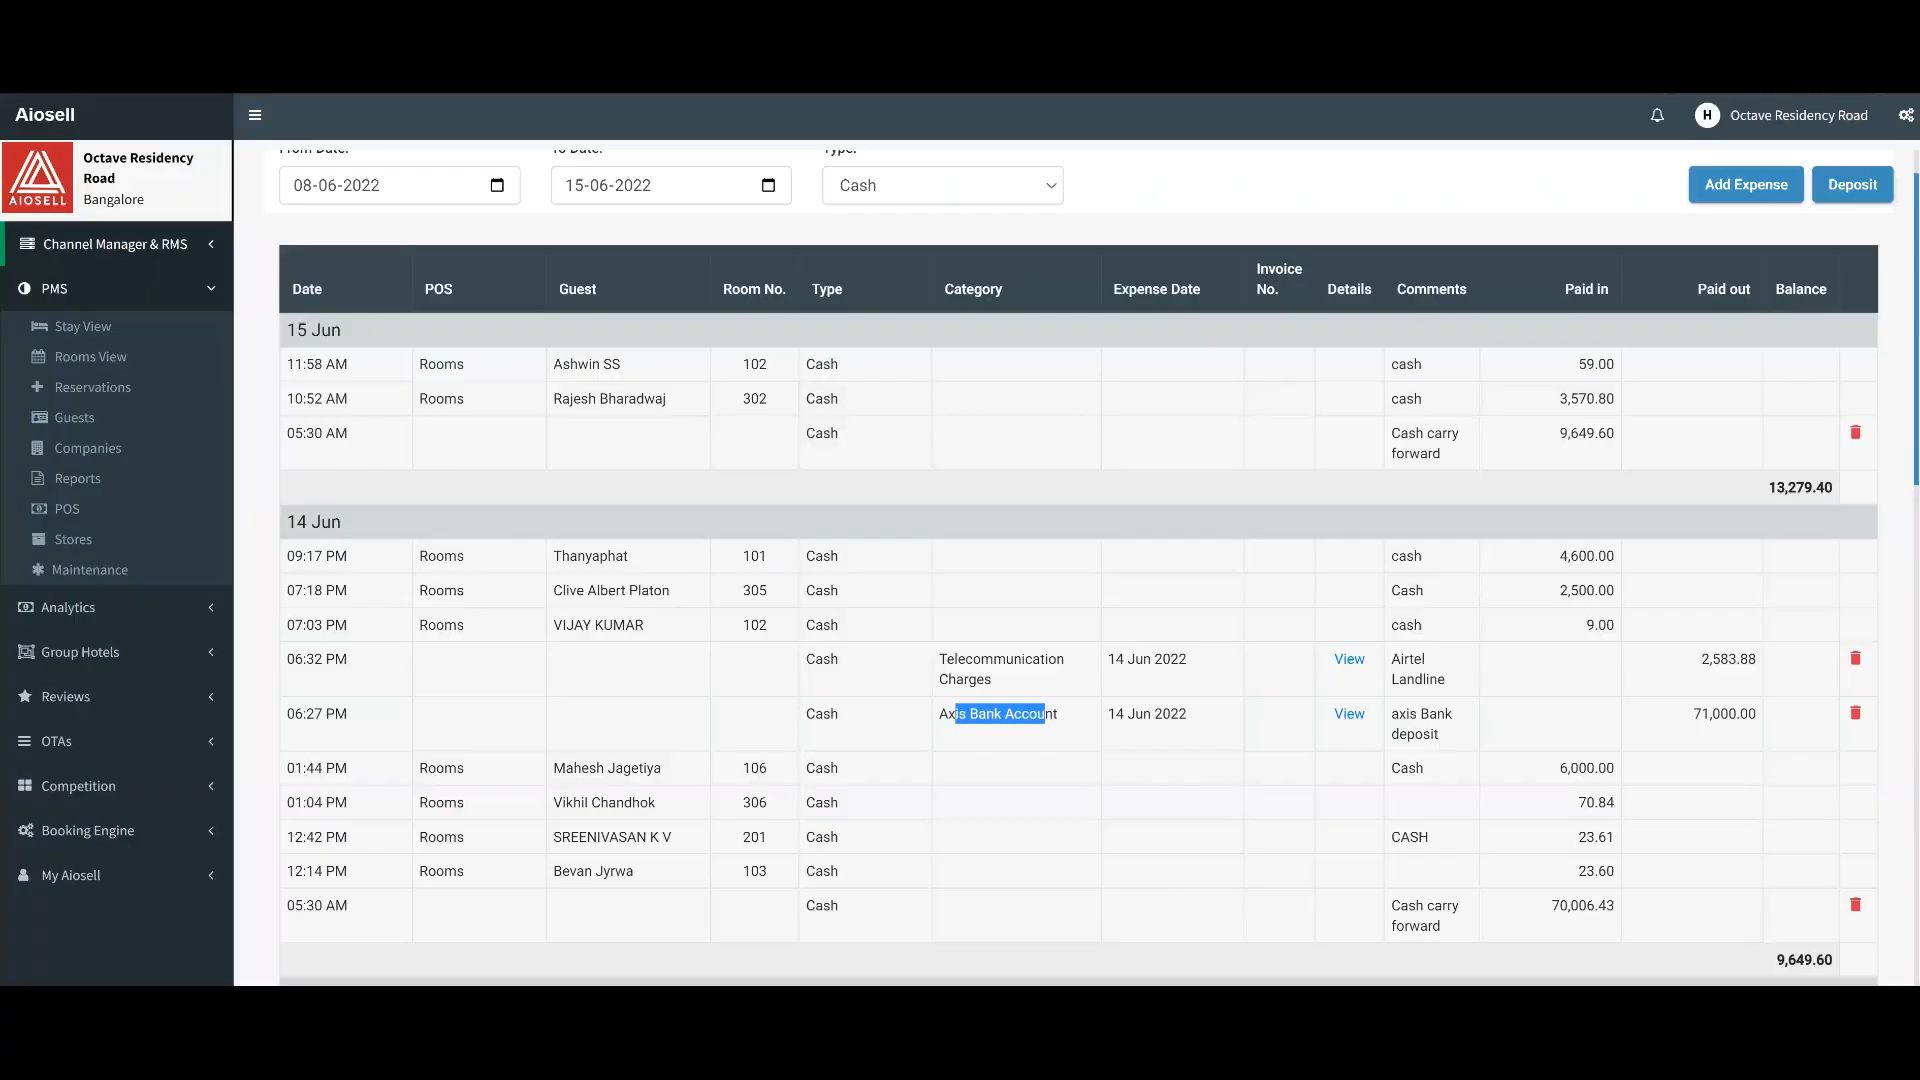 Aiosell
H Octave Residency Road
AIOSELL
Octave Residency
Road
Bangalore
Channel Manager & RMS
PMS
Stay View
Rooms View
Reservations
Guests
Companies
Reports
POS
Stores
Maintenance
Analytics
Group Hotels
Reviews
OTAs
Competition
Booking Engine
My Aiosell
From Date: To Date: Type:
08-06-2022 15-06-2022 Cash Add Expense Deposit
Date POS Guest Room No. Type Category Expense Date Invoice No. Details Comments Paid in Paid out Balance
15 Jun
11:58 AM Rooms Ashwin SS 102 Cash cash 59.00
10:52 AM Rooms Rajesh Bharadwaj 302 Cash cash 3,570.80
05:30 AM Cash Cash carry forward 9,649.60
13,279.40
14 Jun
09:17 PM Rooms Thanyaphat 101 Cash cash 4,600.00
07:18 PM Rooms Clive Albert Platon 305 Cash Cash 2,500.00
07:03 PM Rooms VIJAY KUMAR 102 Cash cash 9.00
06:32 PM Cash Telecommunication Charges 14 Jun 2022 View Airtel Landline 2,583.88
06:27 PM Cash Axis Bank Account 14 Jun 2022 View axis Bank deposit 71,000.00
01:44 PM Rooms Mahesh Jagetiya 106 Cash Cash 6,000.00
01:04 PM Rooms Vikhil Chandhok 306 Cash 70.84
12:42 PM Rooms SREENIVASAN K V 201 Cash CASH 23.61
12:14 PM Rooms Bevan Jyrwa 103 Cash 23.60
05:30 AM Cash Cash carry forward 70,006.43
9,649.60